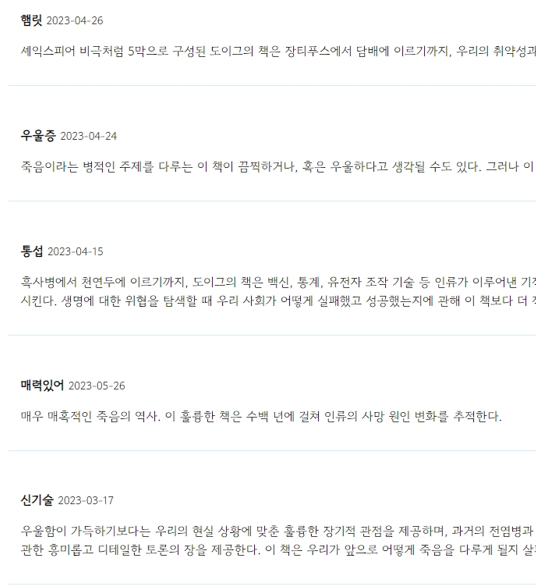 햄릿 2023-04-26
셰익스피어 비극처럼 5막으로 구성된 도이그의 책은 장티푸스에서 담배에 이르기까지, 우리의 취약성과
우울증 2023-04-24
죽음이라는 병적인 주제를 다루는 이 책이 끔찍하거나, 혹은 우울하다고 생각될 수도 있다. 그러나 이
통섭 2023-04-15
흑사병에서 천연두에 이르기까지, 도이그의 책은 백신, 통계, 유전자 조작 기술 등 인류가 이루어낸
시킨다. 생명에 대한 위협을 탐색할 때 우리 사회가 어떻게 실패했고 성공했는지에 관해 이 책보다 더
매력있어 2023-05-26
매우 매혹적인 죽음의 역사. 이 훌륭한 책은 수백 년에 걸쳐 인류의 사망 원인 변화를 추적한다.
신기술 2023-03-17
우울함이 가득하기보다는 우리의 현실 상황에 맞춘 훌륭한 장기적 관점을 제공하며, 과거의 전염병과
관한 흥미롭고 디테일한 토론의 장을 제공한다. 이 책은 우리가 앞으로 어떻게 죽음을 다루게 될지